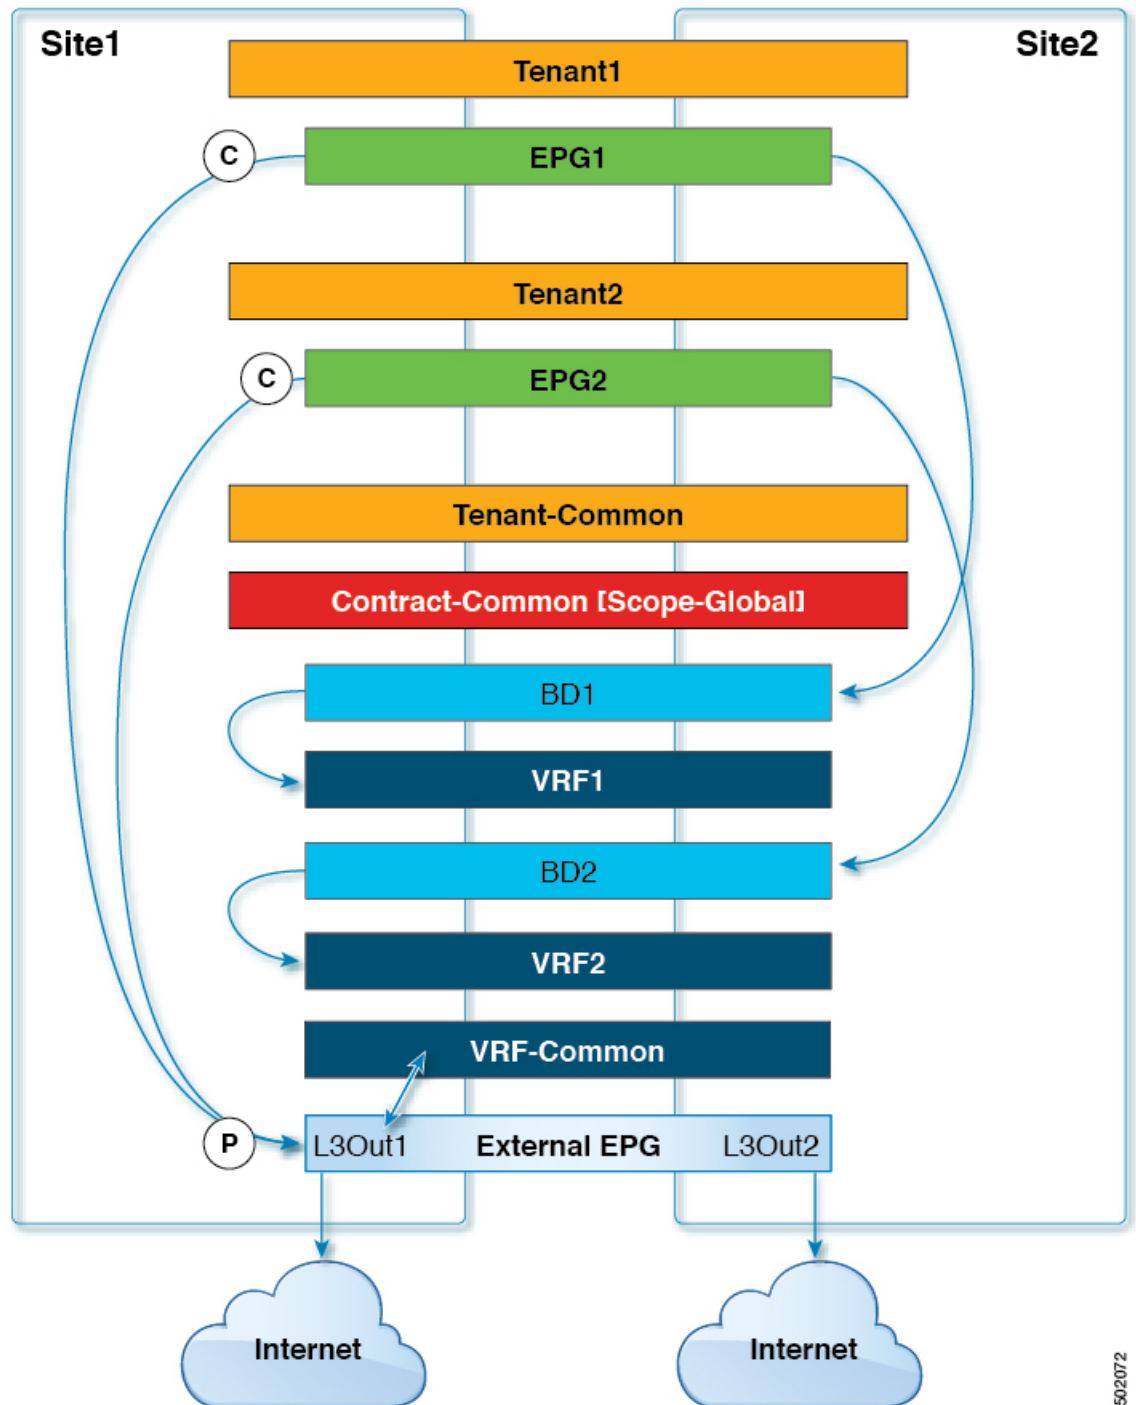 Site1
Site2
Tenant1
C
EPG1
Tenant2
C
EPG2
Tenant-Common
Contract-Common [Scope-Global]
BD1
VRF1
BD2
VRF2
VRF-Common
P
L3Out1 External EPG L3Out2
Internet
Internet
502072